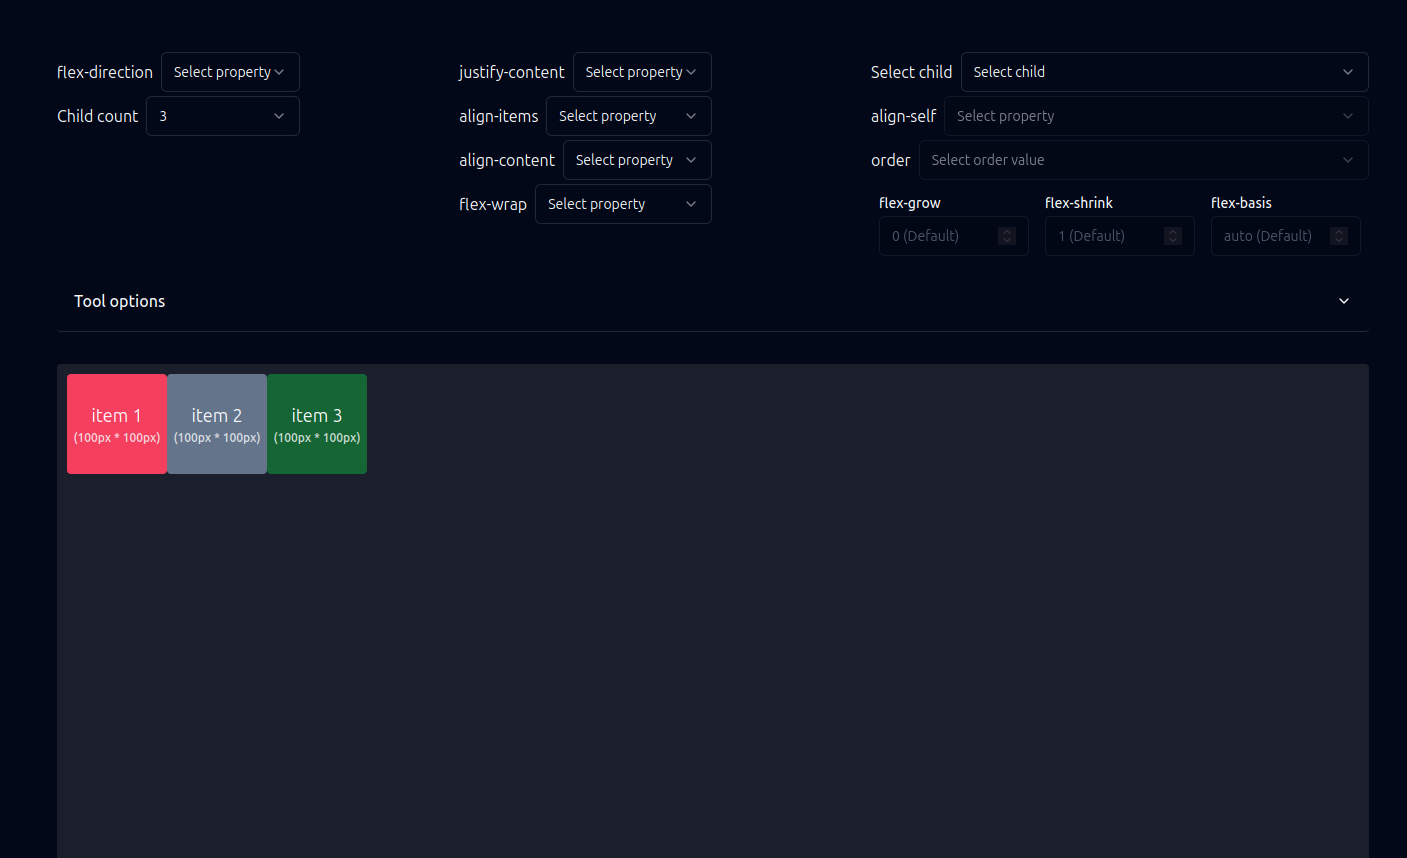 flex-direction Select property
Child count 3
justify-content Select property
align-items Select property
align-content Select property
flex-wrap Select property
Select child Select child
align-self Select property
order Select order value
flex-grow flex-shrink flex-basis
0 (Default) 1 (Default) auto (Default)
Tool options
item 1 item 2 item 3
(100px * 100px) (100px * 100px) (100px * 100px)